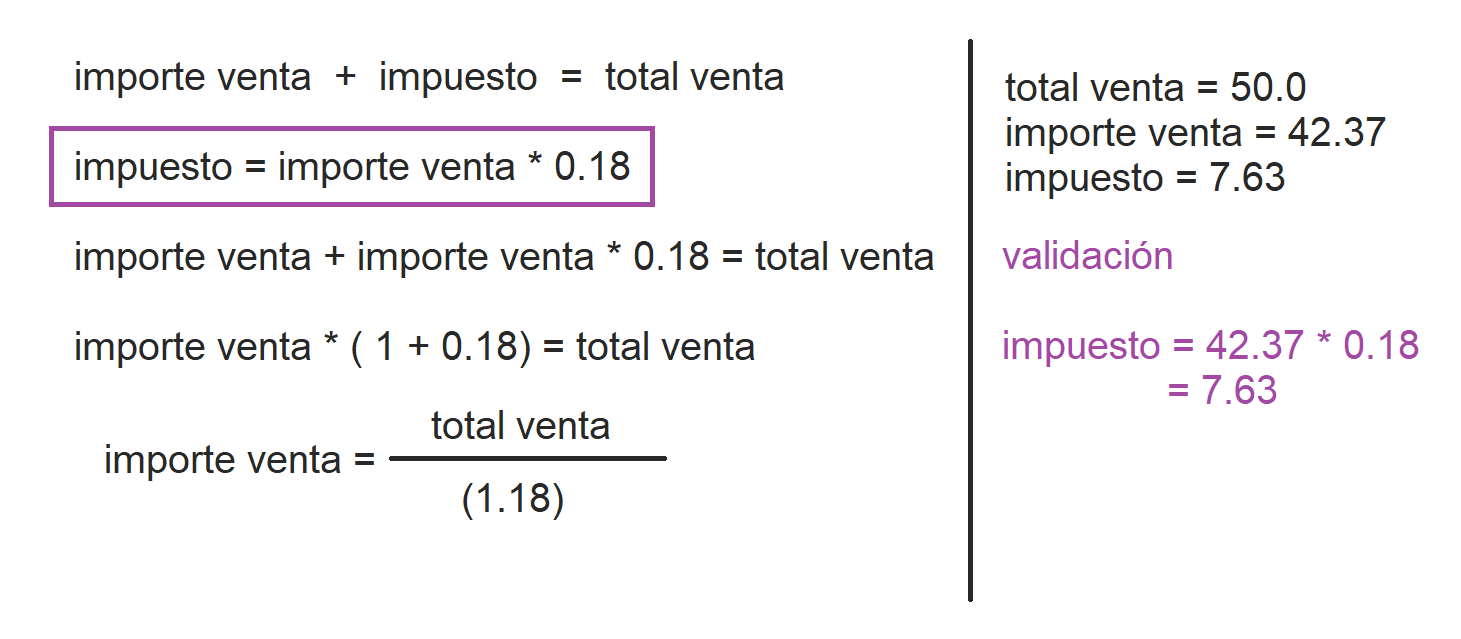 importe venta + impuesto = total venta
impuesto = importe venta * 0.18
importe venta + importe venta * 0.18 = total venta
importe venta * ( 1 + 0.18) = total venta
total venta
importe venta =
(1.18)
total venta = 50.0
importe venta = 42.37
impuesto = 7.63
validación
impuesto = 42.37 * 0.18
= 7.63